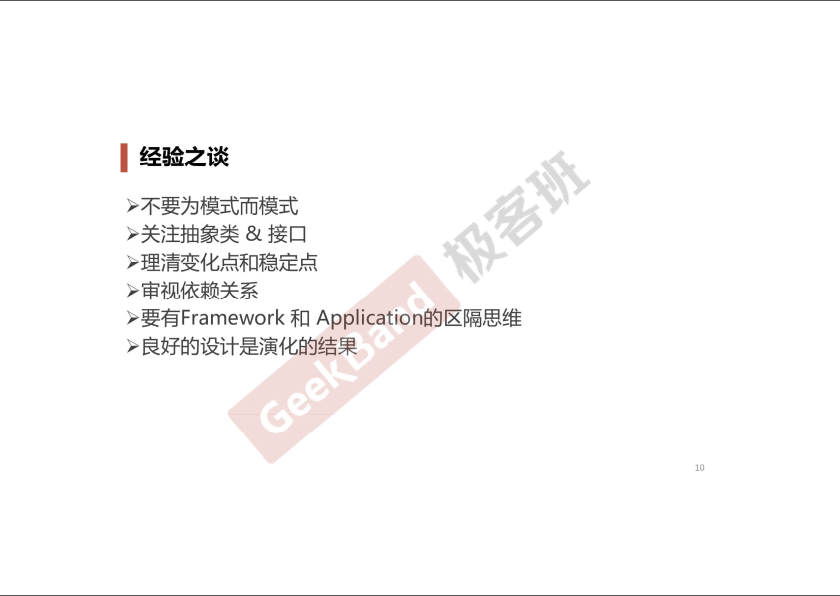 经验之谈
➢不要为模式而模式
➢关注抽象类 & 接口
➢理清变化点和稳定点
➢审视依赖关系
➢要有Framework 和 Application的区隔思维
➢良好的设计是演化的结果
GeekBand 极客班
10